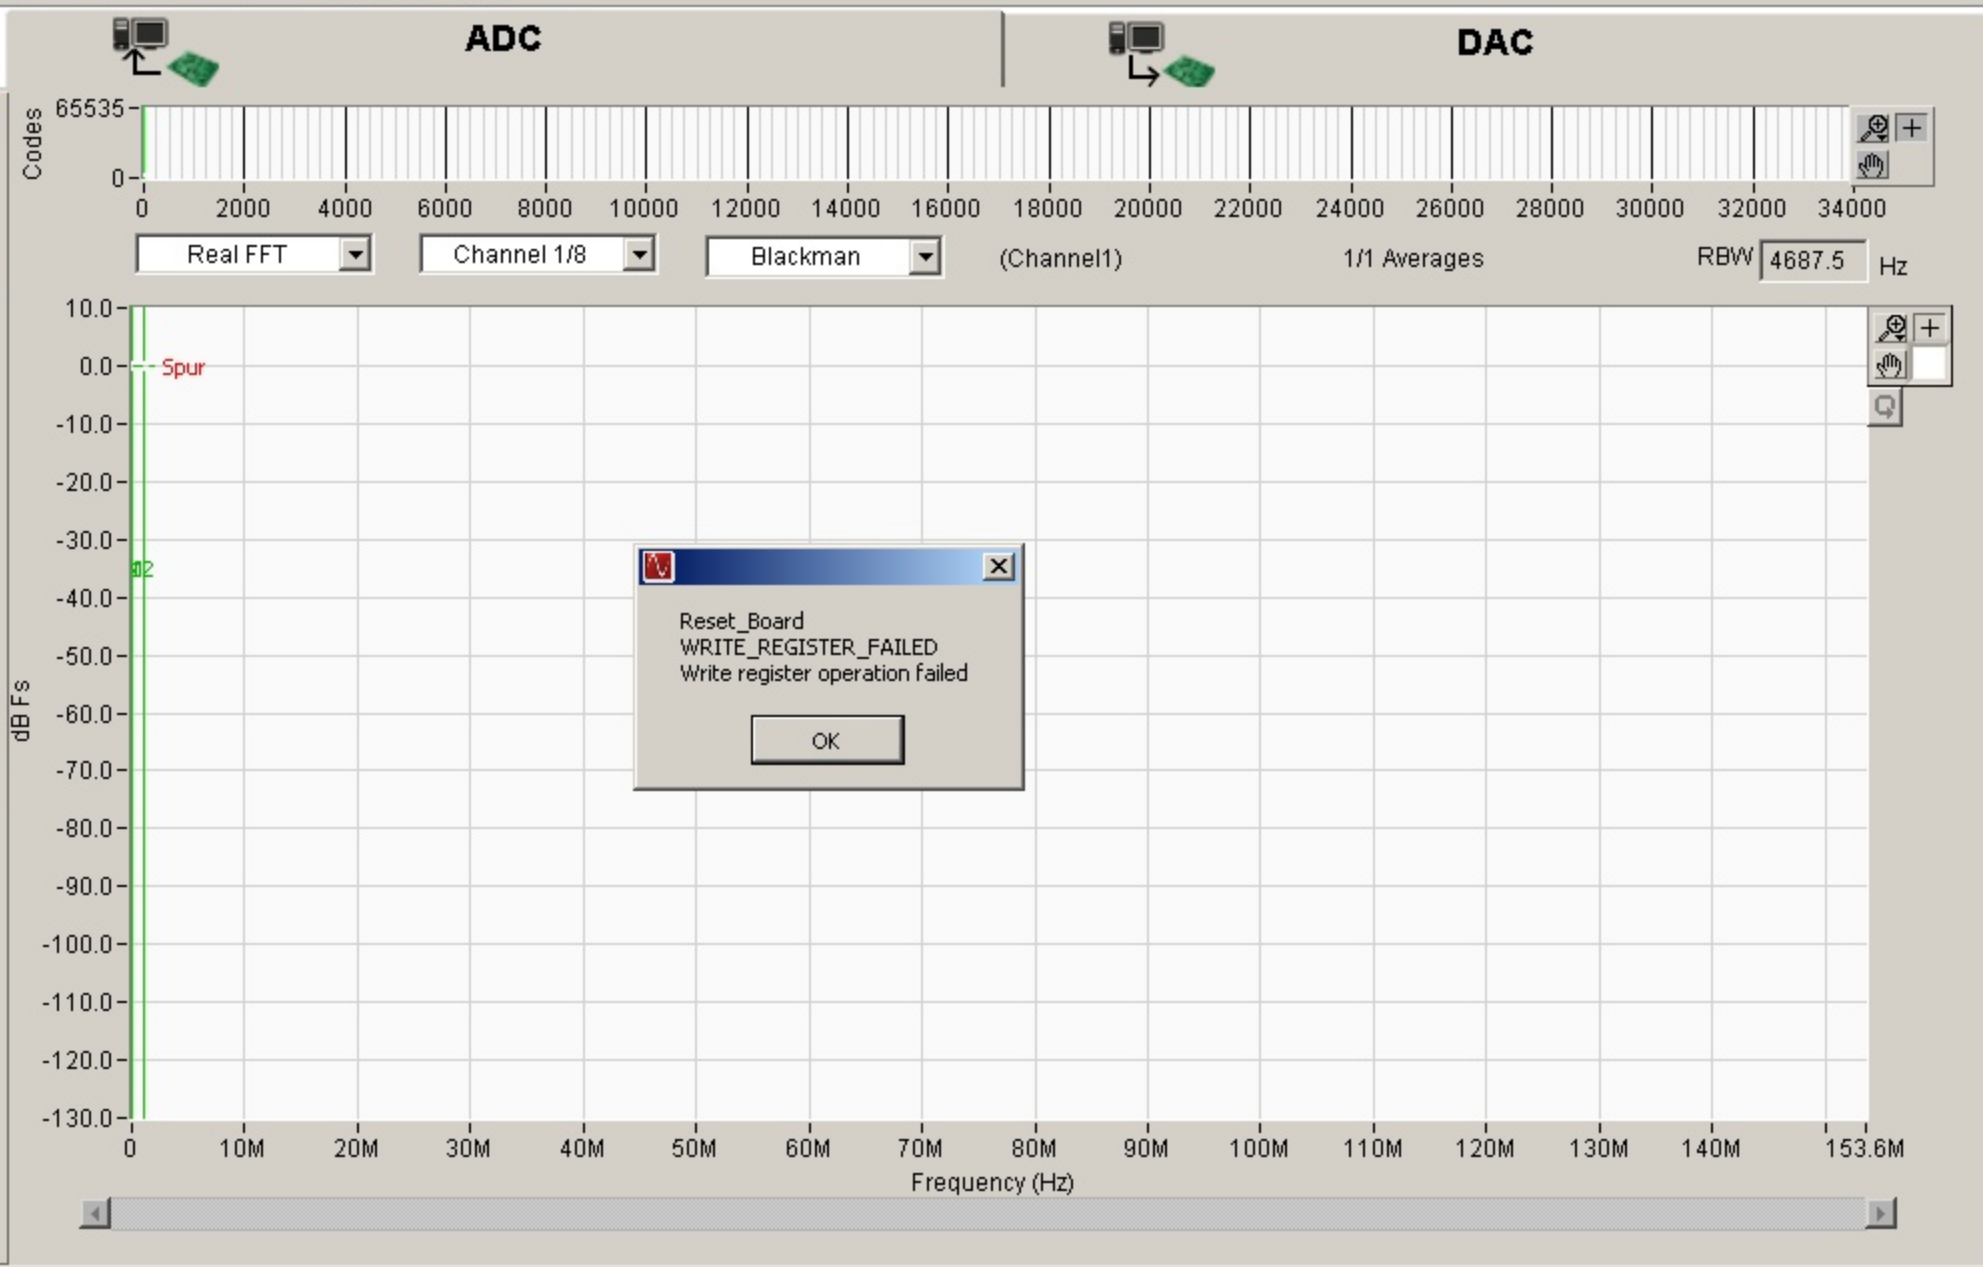 ADC
DAC
Codes
65535
0
0 2000 4000 6000 8000 10000 12000 14000 16000 18000 20000 22000 24000 26000 28000 30000 32000 34000
Real FFT Channel 1/8 Blackman (Channel1) 1/1 Averages RBW 4687.5 Hz
dB Fs
10.0
0.0 Spur
-10.0
-20.0
-30.0
-40.0
-50.0
-60.0
-70.0
-80.0
-90.0
-100.0
-110.0
-120.0
-130.0
Reset_Board
WRITE_REGISTER_FAILED
Write register operation failed
OK
0 10M 20M 30M 40M 50M 60M 70M 80M 90M 100M 110M 120M 130M 140M 153.6M
Frequency (Hz)